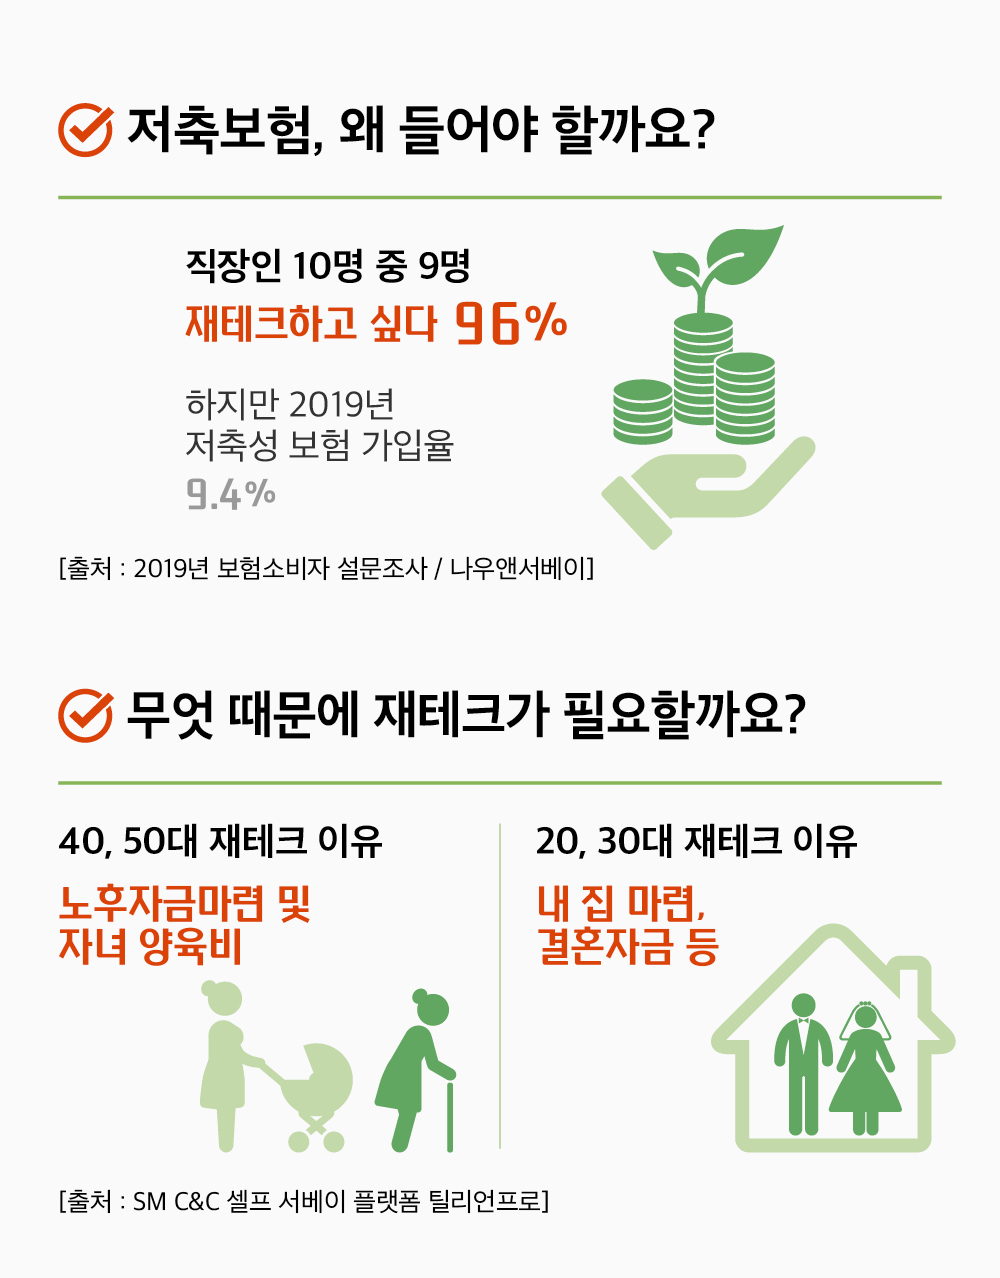 저축보험, 왜 들어야 할까요?
직장인 10명 중 9명
재테크하고 싶다 96%
하지만 2019년
저축성 보험 가입율
9.4%
[출처 : 2019년 보험소비자 설문조사 / 나우앤서베이]
무엇 때문에 재테크가 필요할까요?
40, 50대 재테크 이유
노후자금마련 및
자녀 양육비
20, 30대 재테크 이유
내 집 마련,
결혼자금 등
[출처 : SM C&C 셀프 서베이 플랫폼 틸리언프로]